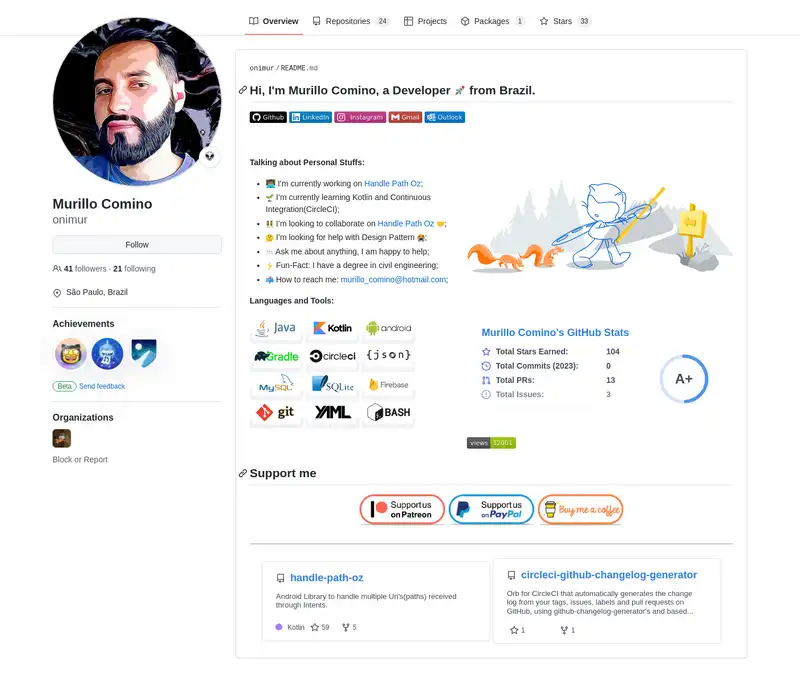 Overview
Repositories 24
Projects
Packages 1
Stars 33
onimur / README.md
Hi, I'm Murillo Comino, a Developer 🚀 from Brazil.
Github
LinkedIn
Instagram
Gmail
Outlook
Talking about Personal Stuffs:
I'm currently working on Handle Path Oz;
I'm currently learning Kotlin and Continuous
Integration(CircleCI);
I'm looking to collaborate on Handle Path Oz 🤝;
I'm looking for help with Design Pattern 😭;
Ask me about anything, I am happy to help;
Fun-Fact: I have a degree in civil engineering;
How to reach me: murillo_comino@hotmail.com;
Languages and Tools:
Java
Kotlin
android
Gradle
circleci
{json}
MySQL
SQLite
Firebase
git
YAML
BASH
Murillo Comino's GitHub Stats
Total Stars Earned: 104
Total Commits (2023): 0
Total PRs: 13
Total Issues: 3
A+
views 32001
Support me
Support us
on Patreon
Support us
on PayPal
Buy me a coffee
handle-path-oz
Android Library to handle multiple Uri's(paths) received
through Intents.
Kotlin 59 5
circleci-github-changelog-generator
Orb for CircleCI that automatically generates the change
log from your tags, issues, labels and pull requests on
GitHub, using github-changelog-generator's and based...
1 1
Murillo Comino
onimur
Follow
41 followers · 21 following
São Paulo, Brazil
Achievements
Beta Send feedback
Organizations
Block or Report